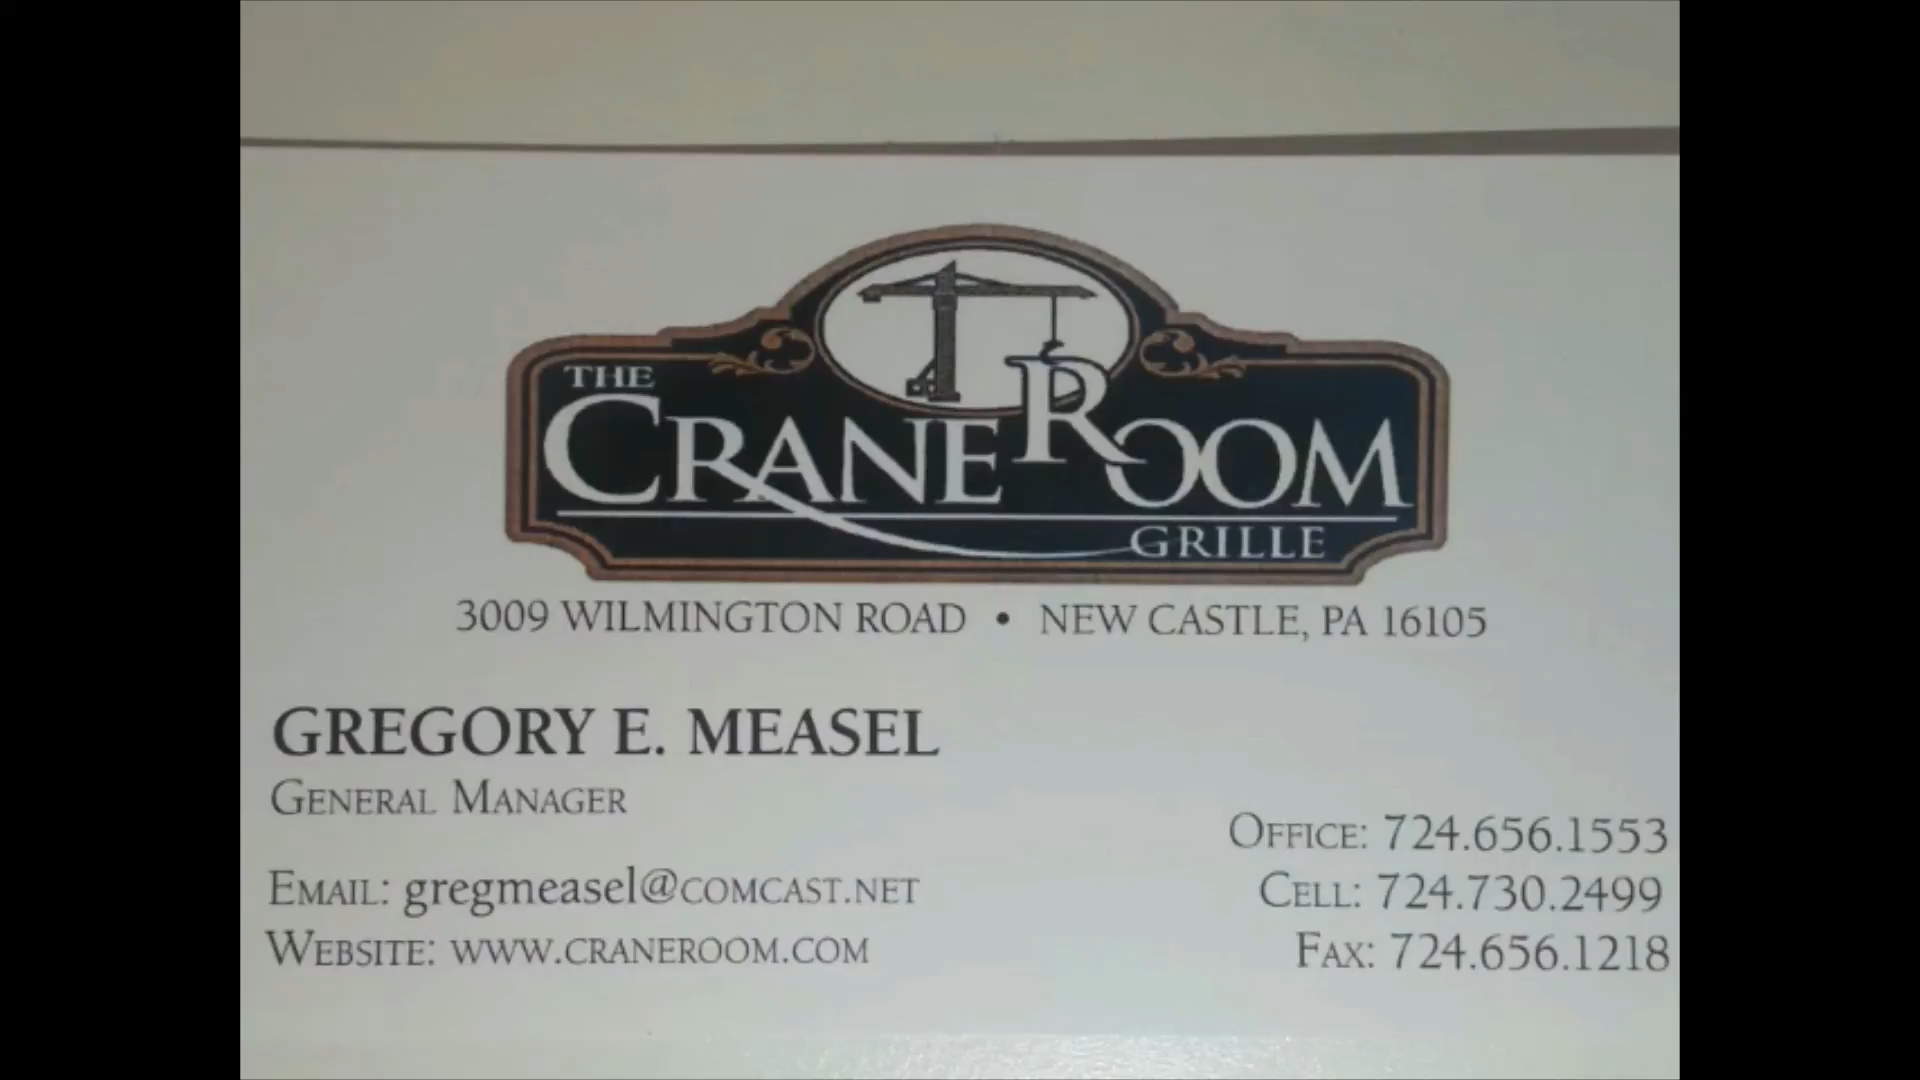 THE
CRANE ROOM
GRILLE
3009 WILMINGTON ROAD • NEW CASTLE, PA 16105
GREGORY E. MEASEL
GENERAL MANAGER
EMAIL: gregmeasel@COMCAST.NET
WEBSITE: WWW.CRANEROOM.COM
OFFICE: 724.656.1553
CELL: 724.730.2499
FAX: 724.656.1218